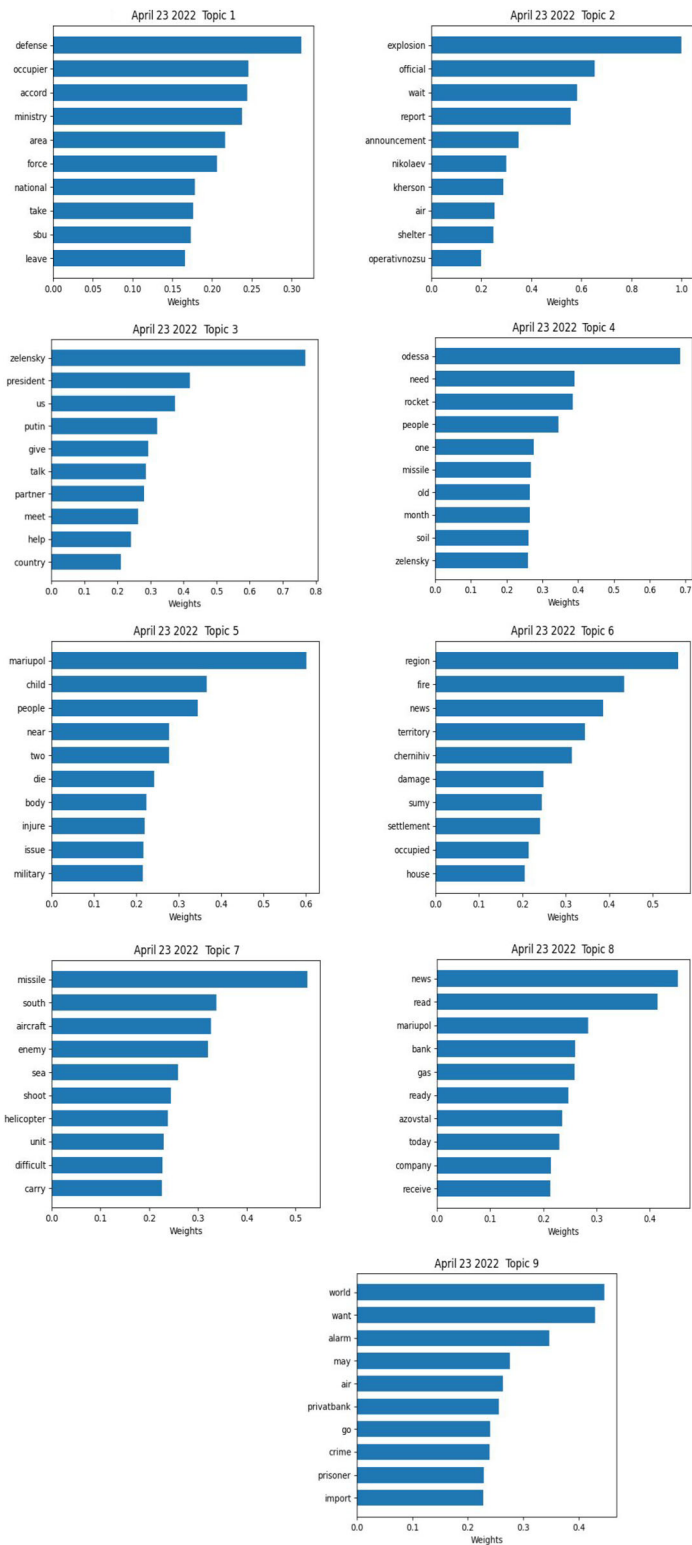 April 23 2022 Topic 1
defense
occupier
accord
ministry
area
force
national
take
sbu
leave
0.00 0.05 0.10 0.15 0.20 0.25 0.30
Weights
April 23 2022 Topic 2
explosion
official
wait
report
announcement
nikolaev
kherson
air
shelter
operativnozsu
0.0 0.2 0.4 0.6 0.8 1.0
Weights
April 23 2022 Topic 3
zelensky
president
us
putin
give
talk
partner
meet
help
country
0.0 0.1 0.2 0.3 0.4 0.5 0.6 0.7 0.8
Weights
April 23 2022 Topic 4
odessa
need
rocket
people
one
missile
old
month
soil
zelensky
0.0 0.1 0.2 0.3 0.4 0.5 0.6 0.7
Weights
April 23 2022 Topic 5
mariupol
child
people
near
two
die
body
injure
issue
military
0.0 0.1 0.2 0.3 0.4 0.5 0.6
Weights
April 23 2022 Topic 6
region
fire
news
territory
chernihiv
damage
sumy
settlement
occupied
house
0.0 0.1 0.2 0.3 0.4 0.5
Weights
April 23 2022 Topic 7
missile
south
aircraft
enemy
sea
shoot
helicopter
unit
difficult
carry
0.0 0.1 0.2 0.3 0.4 0.5
Weights
April 23 2022 Topic 8
news
read
mariupol
bank
gas
ready
azovstal
today
company
receive
0.0 0.1 0.2 0.3 0.4
Weights
April 23 2022 Topic 9
world
want
alarm
may
air
privatbank
go
crime
prisoner
import
0.0 0.1 0.2 0.3 0.4
Weights